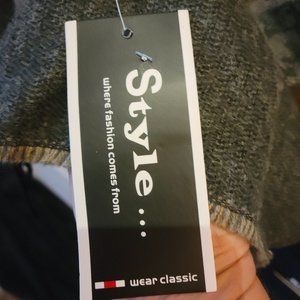 Style...
where fashion comes from
wear classic